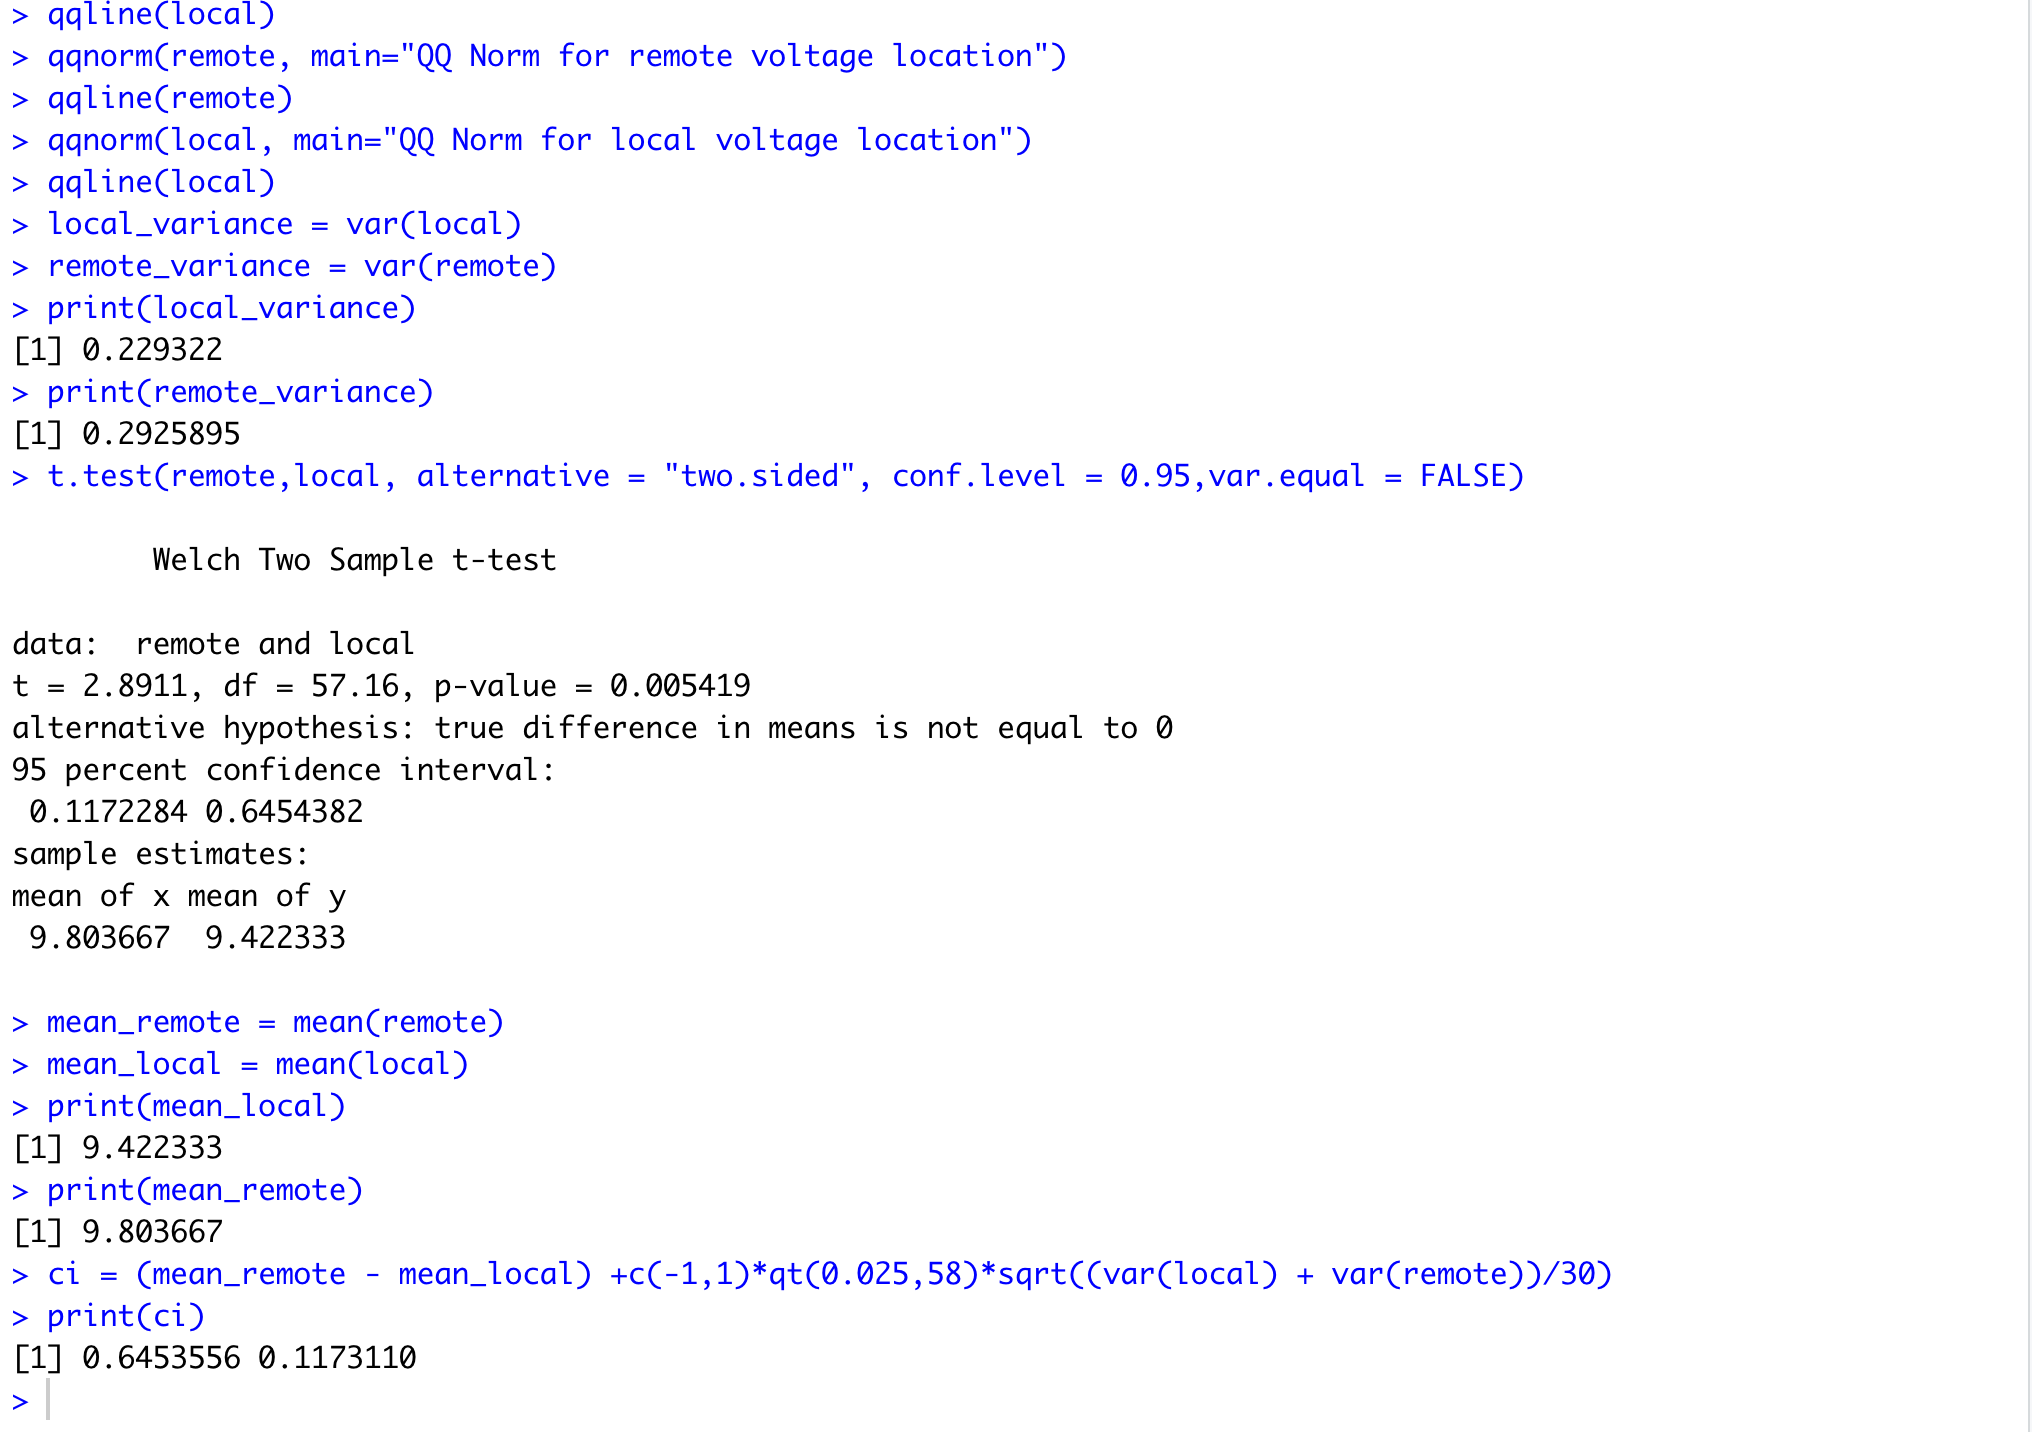 > qqline(local)
> qqnorm(remote, main="QQ Norm for remote voltage location")
> qqline(remote)
> qqnorm(local, main="QQ Norm for local voltage location")
> qqline(local)
> local_variance = var(local)
> remote_variance = var(remote)
> print(local_variance)
[1] 0.229322
> print(remote_variance)
[1] 0.2925895
> t.test(remote,local, alternative = "two.sided", conf.level = 0.95,var.equal = FALSE)
Welch Two Sample t-test
data:  remote and local
t = 2.8911, df = 57.16, p-value = 0.005419
alternative hypothesis: true difference in means is not equal to 0
95 percent confidence interval:
 0.1172284 0.6454382
sample estimates:
mean of x mean of y
 9.803667  9.422333
> mean_remote = mean(remote)
> mean_local = mean(local)
> print(mean_local)
[1] 9.422333
> print(mean_remote)
[1] 9.803667
> ci = (mean_remote - mean_local) +c(-1,1)*qt(0.025,58)*sqrt((var(local) + var(remote))/30)
> print(ci)
[1] 0.6453556 0.1173110
>